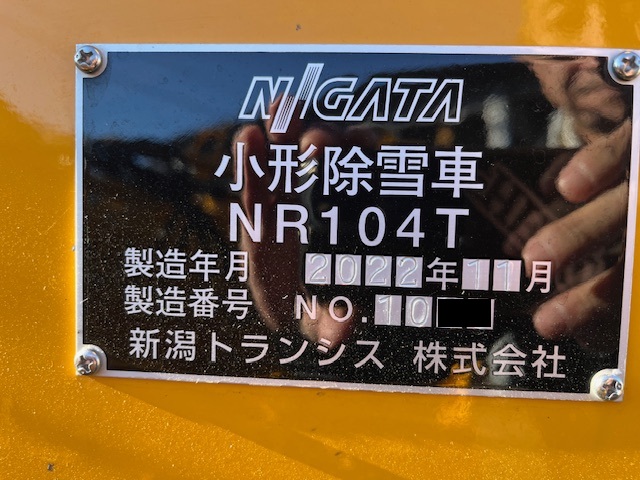 NIIGATA
小形除雪車
NR104T
製造年月 2022年11月
製造番号 NO.10
新潟トランシス 株式会社